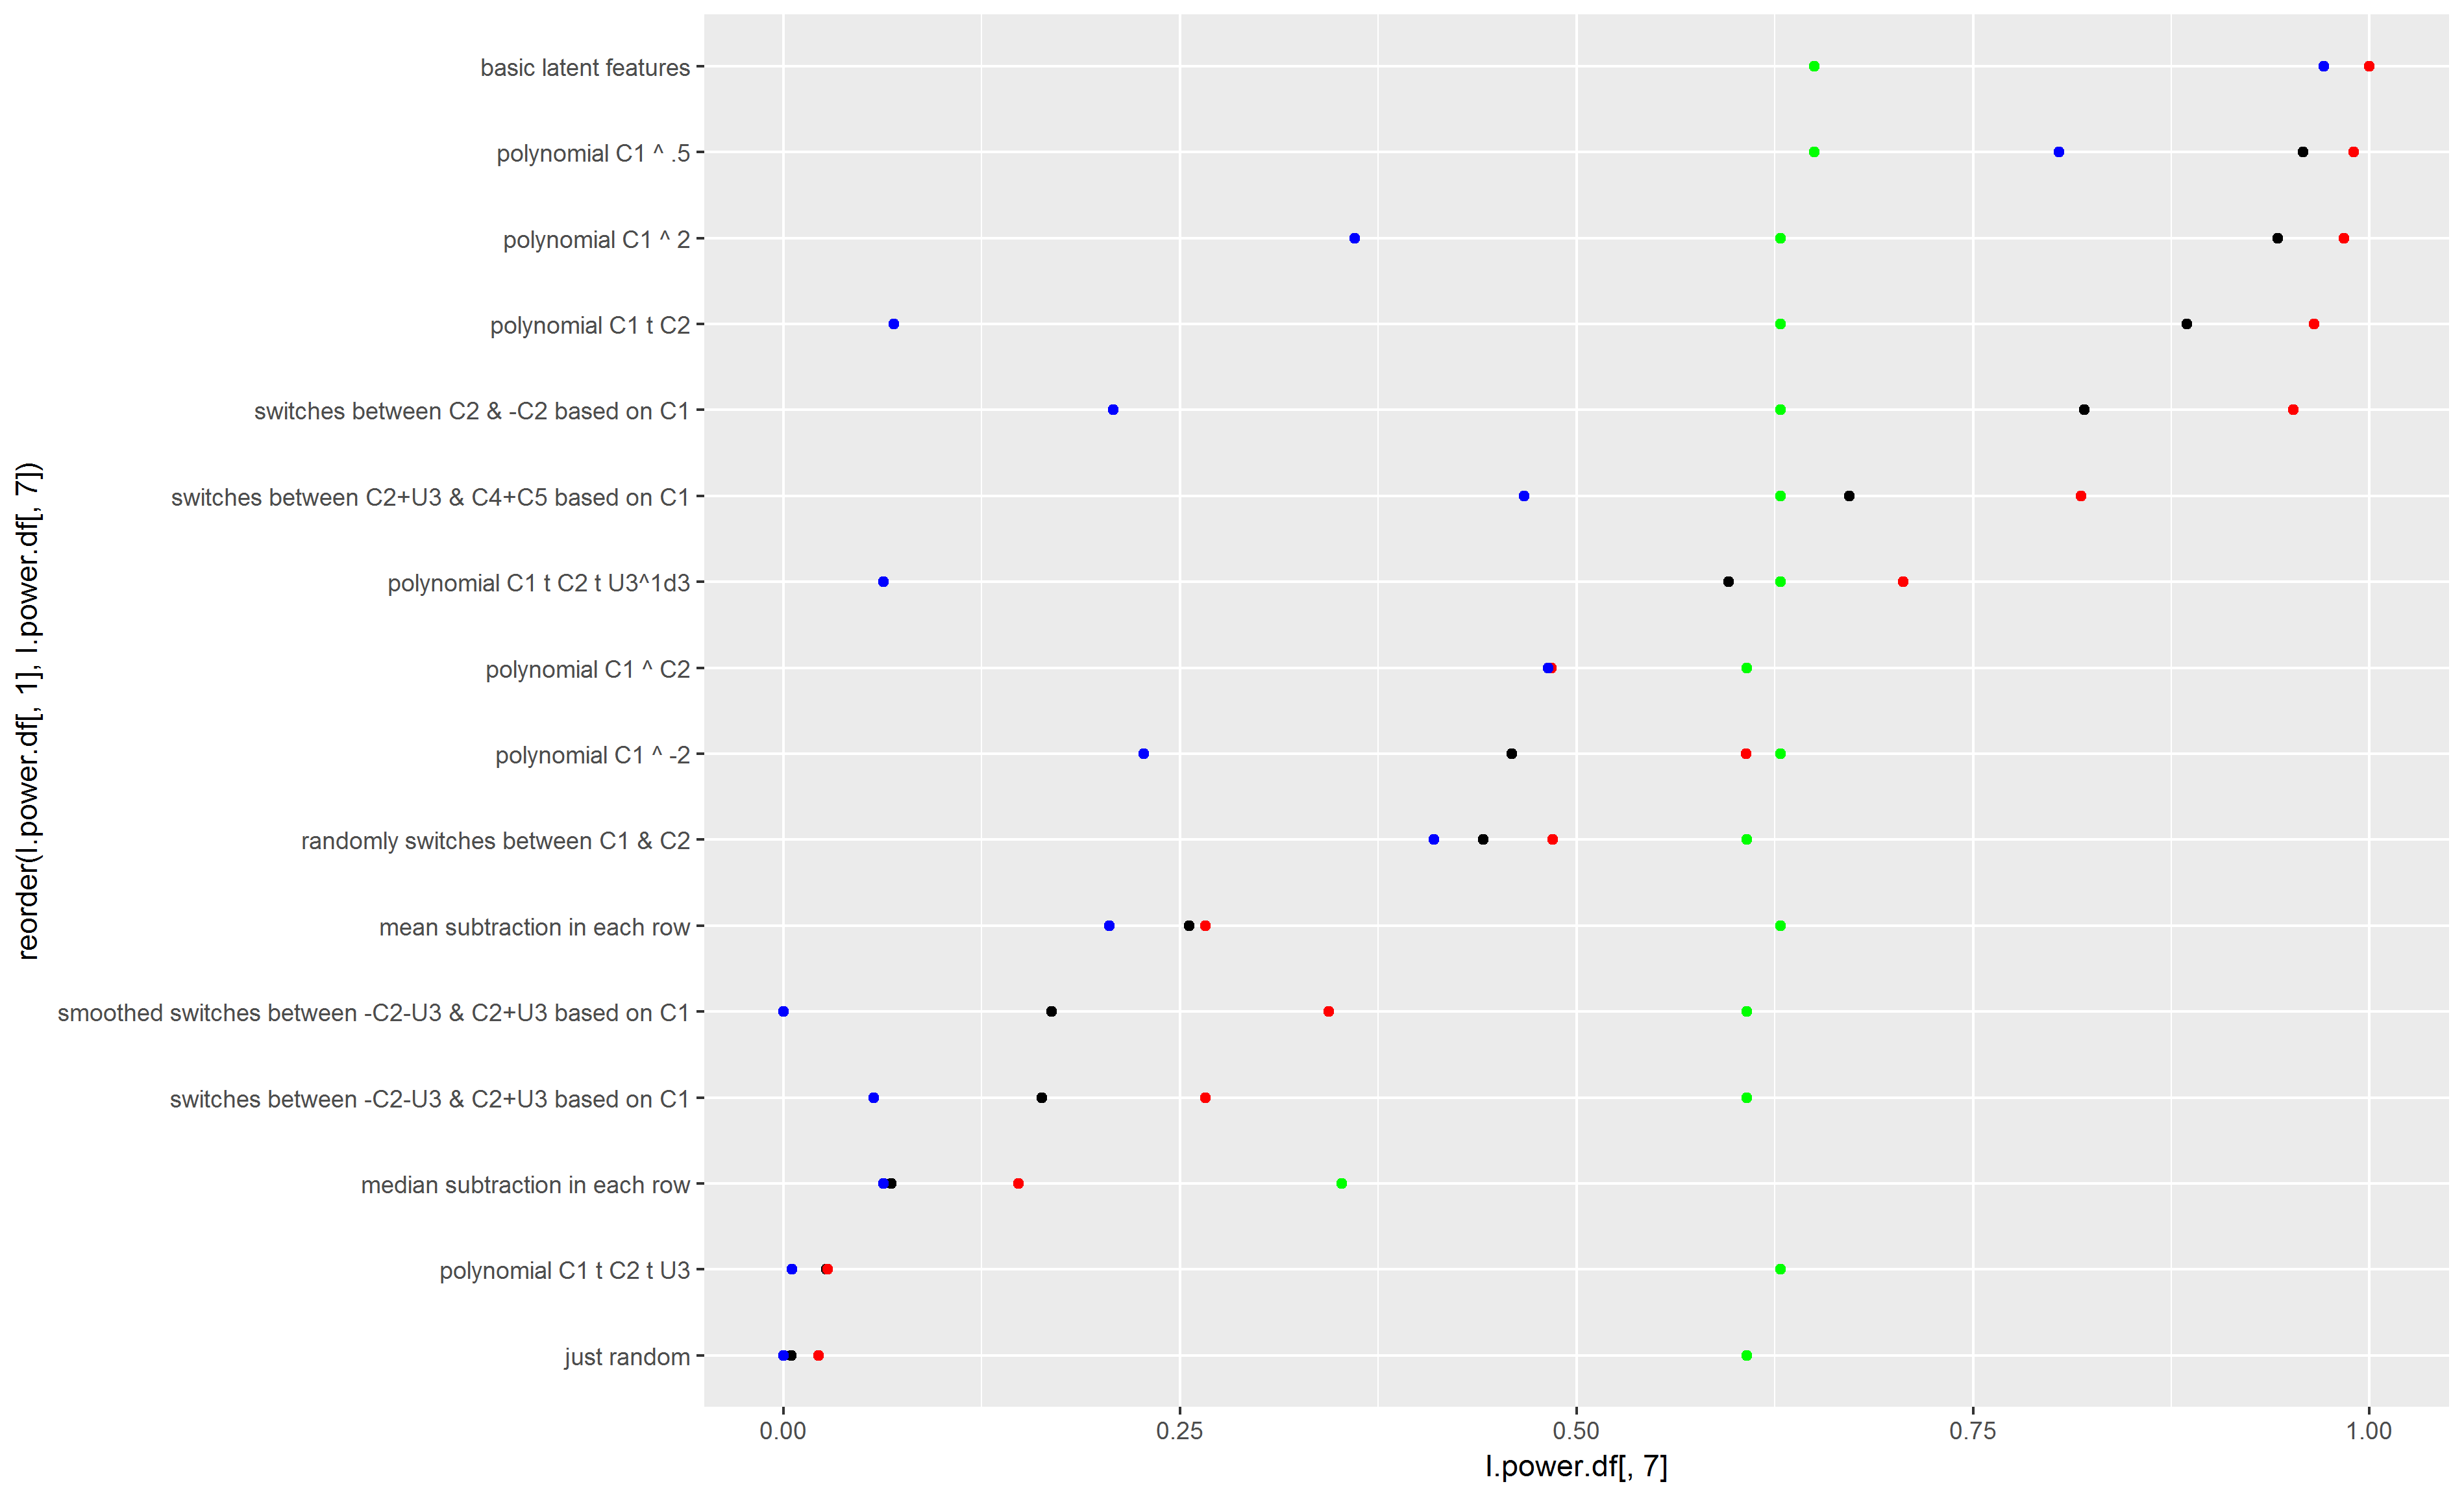 basic latent features
polynomial C1 ^ .5
polynomial C1 ^ 2
polynomial C1 t C2
switches between C2 & -C2 based on C1
switches between C2+U3 & C4+C5 based on C1
polynomial C1 t C2 t U3^1d3
polynomial C1 ^ C2
polynomial C1 ^ -2
randomly switches between C1 & C2
mean subtraction in each row
smoothed switches between -C2-U3 & C2+U3 based on C1
switches between -C2-U3 & C2+U3 based on C1
median subtraction in each row
polynomial C1 t C2 t U3
just random
reorder(I.power.df[, 1], I.power.df[, 7])
0.00 0.25 0.50 0.75 1.00
I.power.df[, 7]